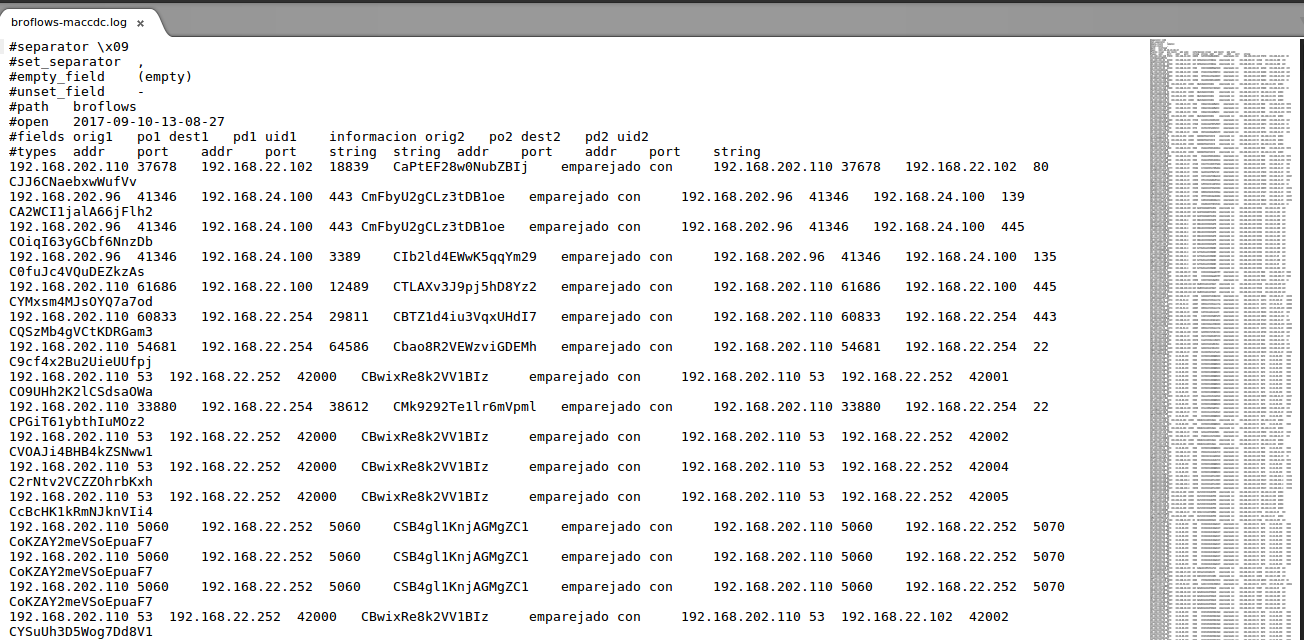 broflows-maccdc.log ×
#separator \x09
#set_separator ,
#empty_field (empty)
#unset_field -
#path broflows
#open 2017-09-10-13-08-27
#fields orig1 po1 dest1 pd1 uid1 informacion orig2 po2 dest2 pd2 uid2
#types addr port addr port string string addr port addr port string
192.168.202.110 37678 192.168.22.102 18839 CaPtEF28w0NubZBIj emparejado con 192.168.202.110 37678 192.168.22.102 80
CJJ6CNaebxwWufVv
192.168.202.96 41346 192.168.24.100 443 CmFbyU2gCLz3tDB1oe emparejado con 192.168.202.96 41346 192.168.24.100 139
CA2WCI1jalA66jFlh2
192.168.202.96 41346 192.168.24.100 443 CmFbyU2gCLz3tDB1oe emparejado con 192.168.202.96 41346 192.168.24.100 445
COiqI63yGCbf6NnzDb
192.168.202.96 41346 192.168.24.100 3389 CIb2ld4EWwK5qqYm29 emparejado con 192.168.202.96 41346 192.168.24.100 135
C0fuJc4VQuDEZkzAs
192.168.202.110 61686 192.168.22.100 12489 CTLAXv3J9pj5hD8Yz2 emparejado con 192.168.202.110 61686 192.168.22.100 445
CYMxsm4MJsOYQ7a7od
192.168.202.110 60833 192.168.22.254 29811 CBTZ1d4iu3VqxUHdI7 emparejado con 192.168.202.110 60833 192.168.22.254 443
CQSzMb4gVCtKDRGam3
192.168.202.110 54681 192.168.22.254 64586 Cbao8R2VEWzviGDEMh emparejado con 192.168.202.110 54681 192.168.22.254 22
C9cf4x2Bu2UieUUfpj
192.168.202.110 53 192.168.22.252 42000 CBwixRe8k2VV1BIz emparejado con 192.168.202.110 53 192.168.22.252 42001
CO9UHh2K2lCSdsaOWa
192.168.202.110 33880 192.168.22.254 38612 CMk9292Te1lr6mVpml emparejado con 192.168.202.110 33880 192.168.22.254 22
CPGiT61ybthIuMOz2
192.168.202.110 53 192.168.22.252 42000 CBwixRe8k2VV1BIz emparejado con 192.168.202.110 53 192.168.22.252 42002
CVOAJi4BHB4kZSNww1
192.168.202.110 53 192.168.22.252 42000 CBwixRe8k2VV1BIz emparejado con 192.168.202.110 53 192.168.22.252 42004
C2rNtv2VCZZOhrbKxh
192.168.202.110 53 192.168.22.252 42000 CBwixRe8k2VV1BIz emparejado con 192.168.202.110 53 192.168.22.252 42005
CcBcHK1kRmNJknVIi4
192.168.202.110 5060 192.168.22.252 5060 CSB4gl1KnjAGMgZC1 emparejado con 192.168.202.110 5060 192.168.22.252 5070
CoKZAY2meVSoEpuaF7
192.168.202.110 5060 192.168.22.252 5060 CSB4gl1KnjAGMgZC1 emparejado con 192.168.202.110 5060 192.168.22.252 5070
CoKZAY2meVSoEpuaF7
192.168.202.110 5060 192.168.22.252 5060 CSB4gl1KnjAGMgZC1 emparejado con 192.168.202.110 5060 192.168.22.252 5070
CoKZAY2meVSoEpuaF7
192.168.202.110 53 192.168.22.252 42000 CBwixRe8k2VV1BIz emparejado con 192.168.202.110 53 192.168.22.102 42002
CYSuUh3D5Wog7Dd8V1